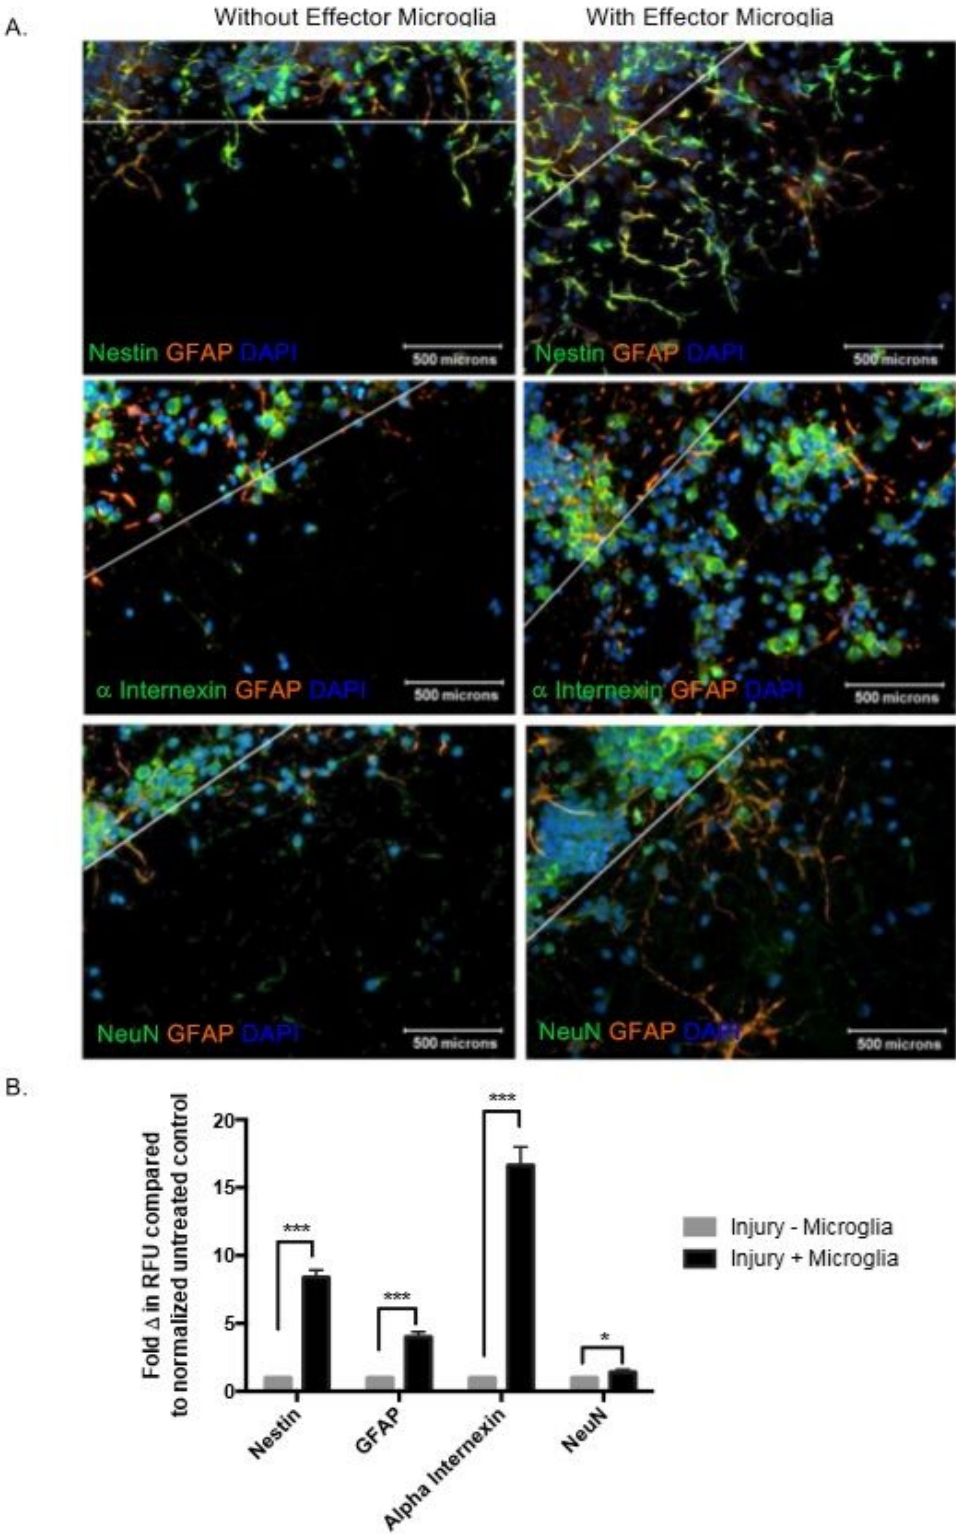 A.
Without Effector Microglia
With Effector Microglia
Nestin GFAP DAPI
500 microns
Nestin GFAP DAPI
500 microns
α Internexin GFAP DAPI
500 microns
α Internexin GFAP DAPI
500 microns
NeuN GFAP DAPI
500 microns
NeuN GFAP DAPI
500 microns
B.
Fold Δ in RFU compared
to normalized untreated control
20
15
10
5
0
***
***
***
*
Nestin
GFAP
Alpha Internexin
NeuN
Injury - Microglia
Injury + Microglia